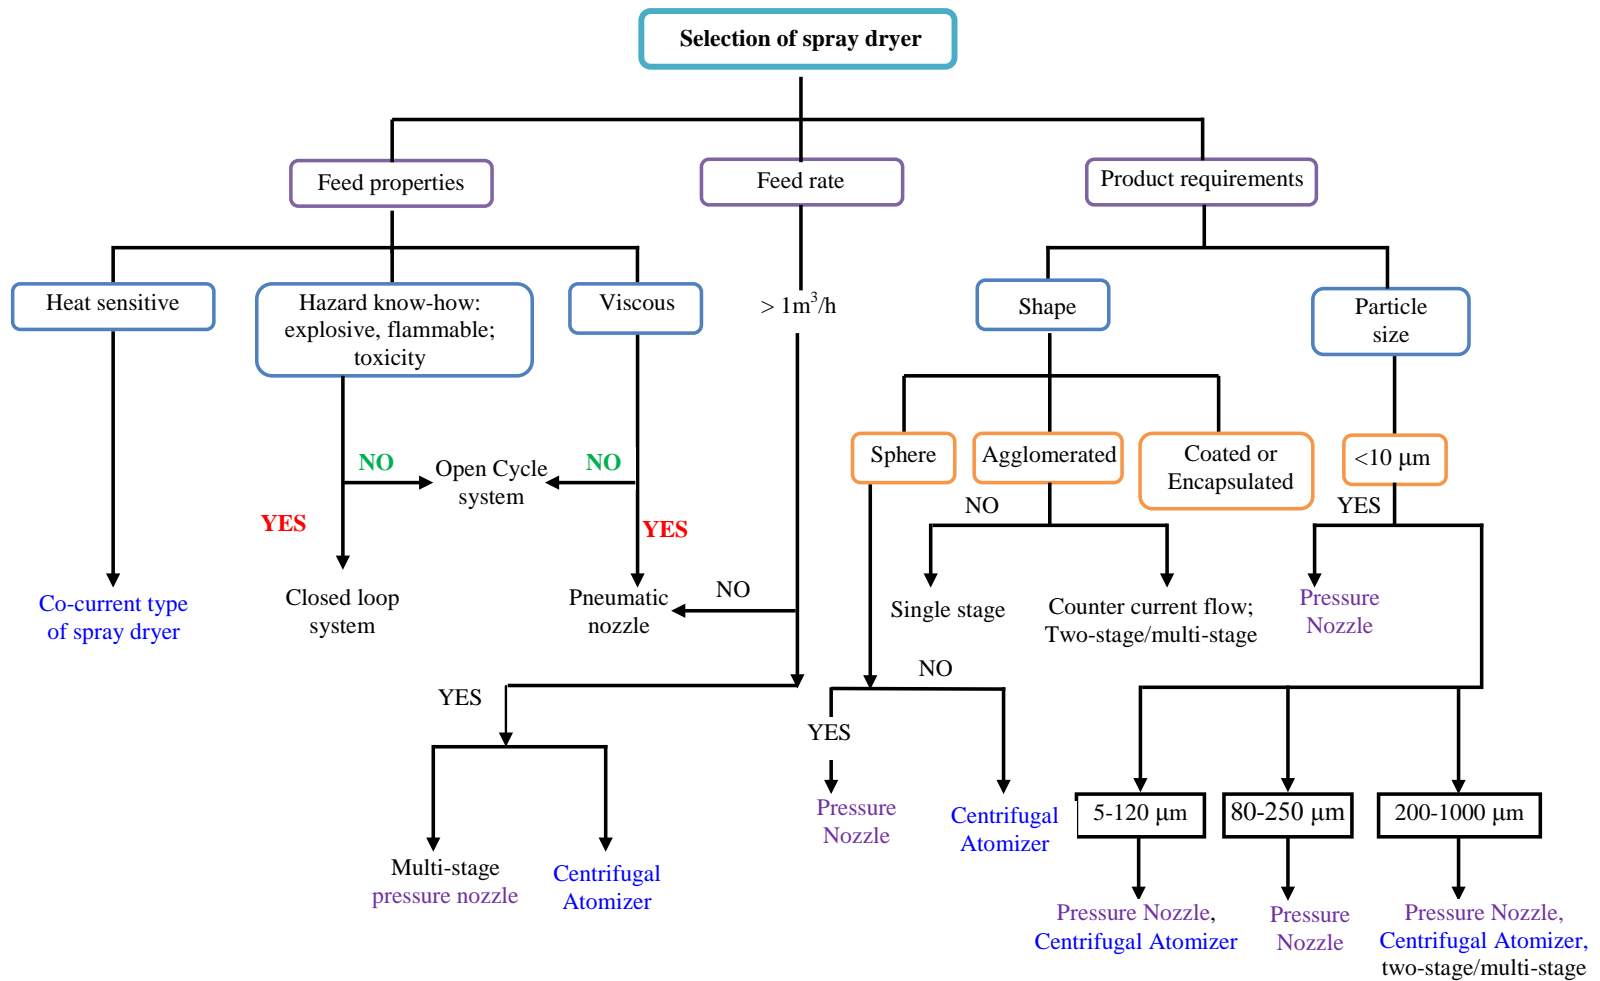 Selection of spray dryer
Feed properties
Feed rate
Product requirements
Heat sensitive
Hazard know-how:
explosive, flammable;
toxicity
Viscous
> 1m³/h
Shape
Particle
size
Sphere
Agglomerated
Coated or
Encapsulated
<10 μm
NO
Open Cycle
system
NO
YES
YES
NO
YES
Co-current type
of spray dryer
Closed loop
system
Pneumatic
nozzle
NO
Single stage
Counter current flow;
Two-stage/multi-stage
Pressure
Nozzle
YES
NO
YES
Multi-stage
pressure nozzle
Centrifugal
Atomizer
Pressure
Nozzle
Centrifugal
Atomizer
5-120 μm
80-250 μm
200-1000 μm
Pressure Nozzle,
Centrifugal Atomizer
Pressure
Nozzle
Pressure Nozzle,
Centrifugal Atomizer,
two-stage/multi-stage